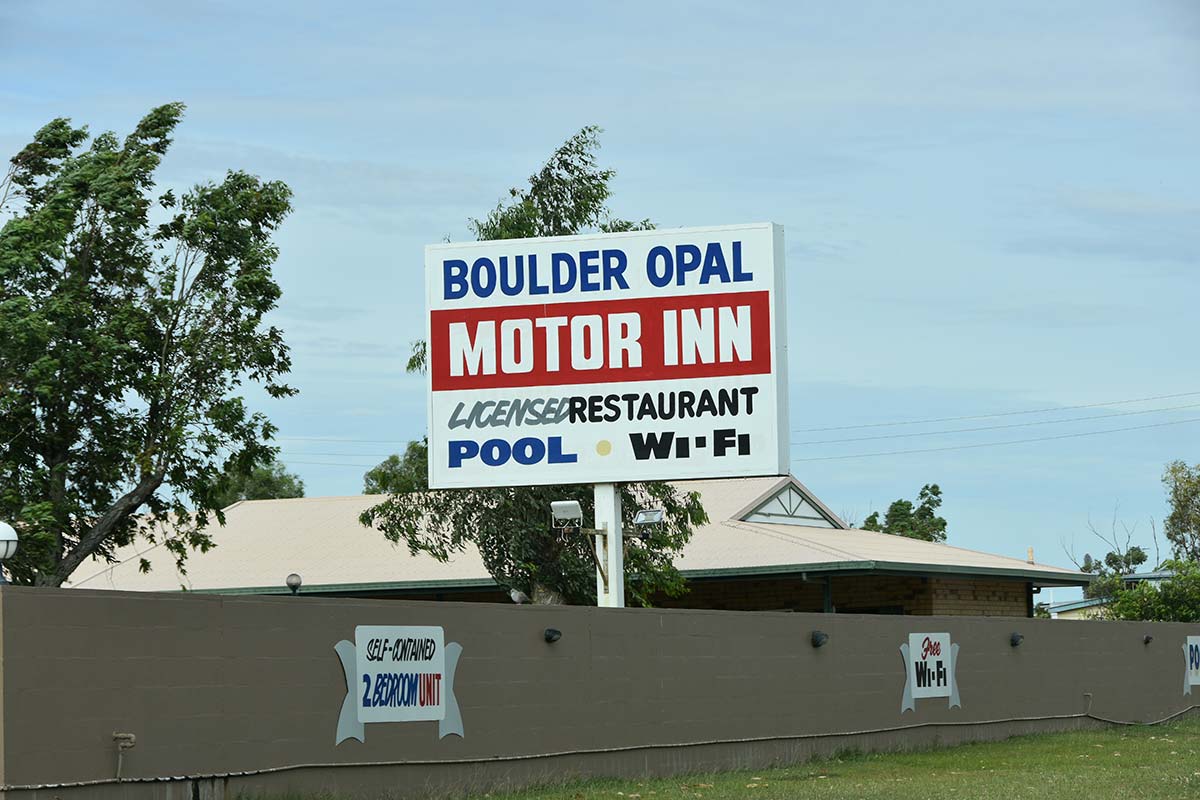 BOULDER OPAL
MOTOR INN
LICENSED RESTAURANT
POOL • WI-FI
SELF-CONTAINED
2 BEDROOM UNIT
Free
WI-FI